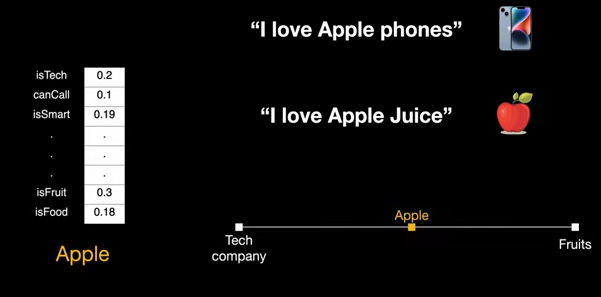 “I love Apple phones”
isTech 0.2
canCall 0.1
isSmart 0.19
. .
. .
. .
isFruit 0.3
isFood 0.18
Apple
“I love Apple Juice”
Apple
Tech
company
Fruits